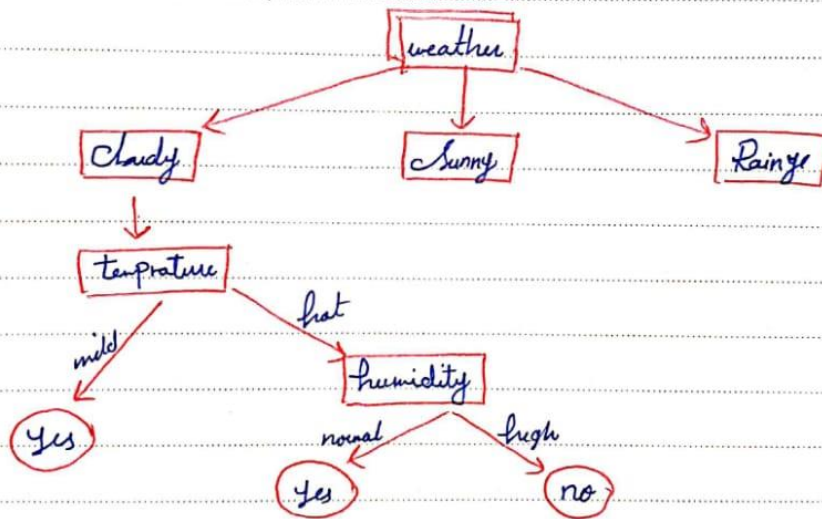 weather
Cloudy Sunny Rainy
temprature
mild hot
humidity
yes normal high
yes no